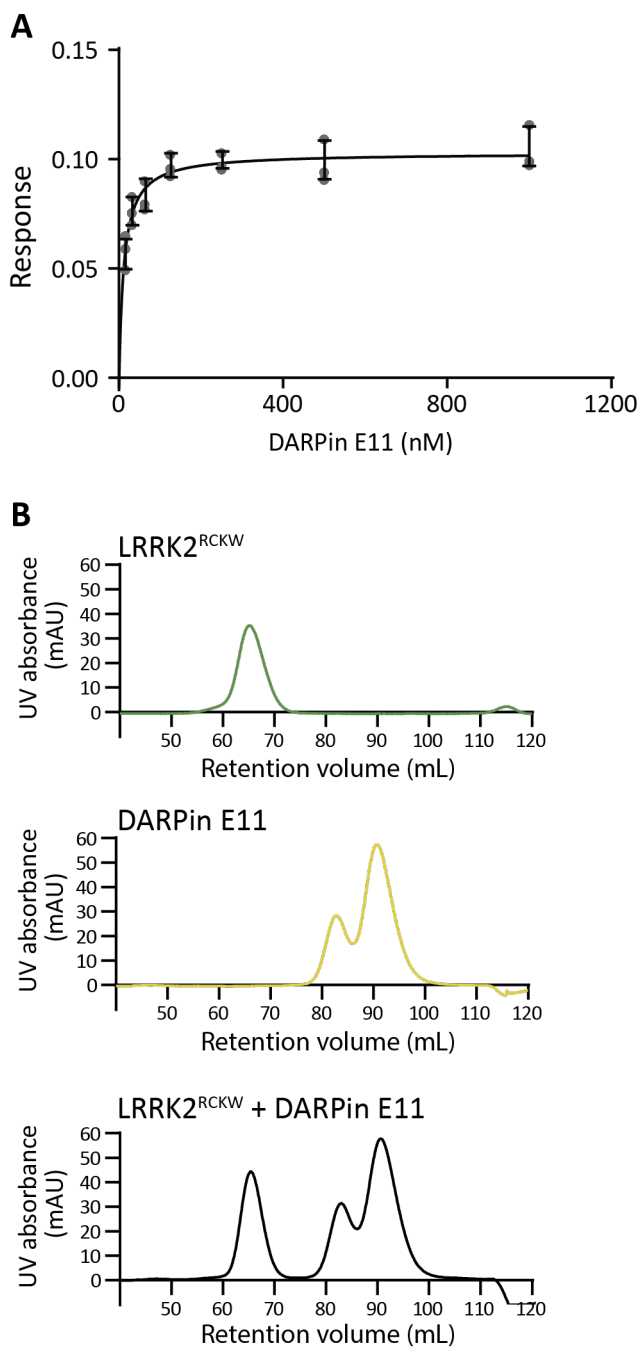 A
0.15
0.10
0.05
0.00
Response
0 400 800 1200
DARPin E11 (nM)
B
LRRK2RCKW
60
50
40
30
20
10
0
UV absorbance
(mAU)
50 60 70 80 90 100 110 120
Retention volume (mL)
DARPin E11
60
50
40
30
20
10
0
UV absorbance
(mAU)
50 60 70 80 90 100 110 120
Retention volume (mL)
LRRK2RCKW + DARPin E11
60
50
40
30
20
10
0
UV absorbance
(mAU)
50 60 70 80 90 100 110 120
Retention volume (mL)